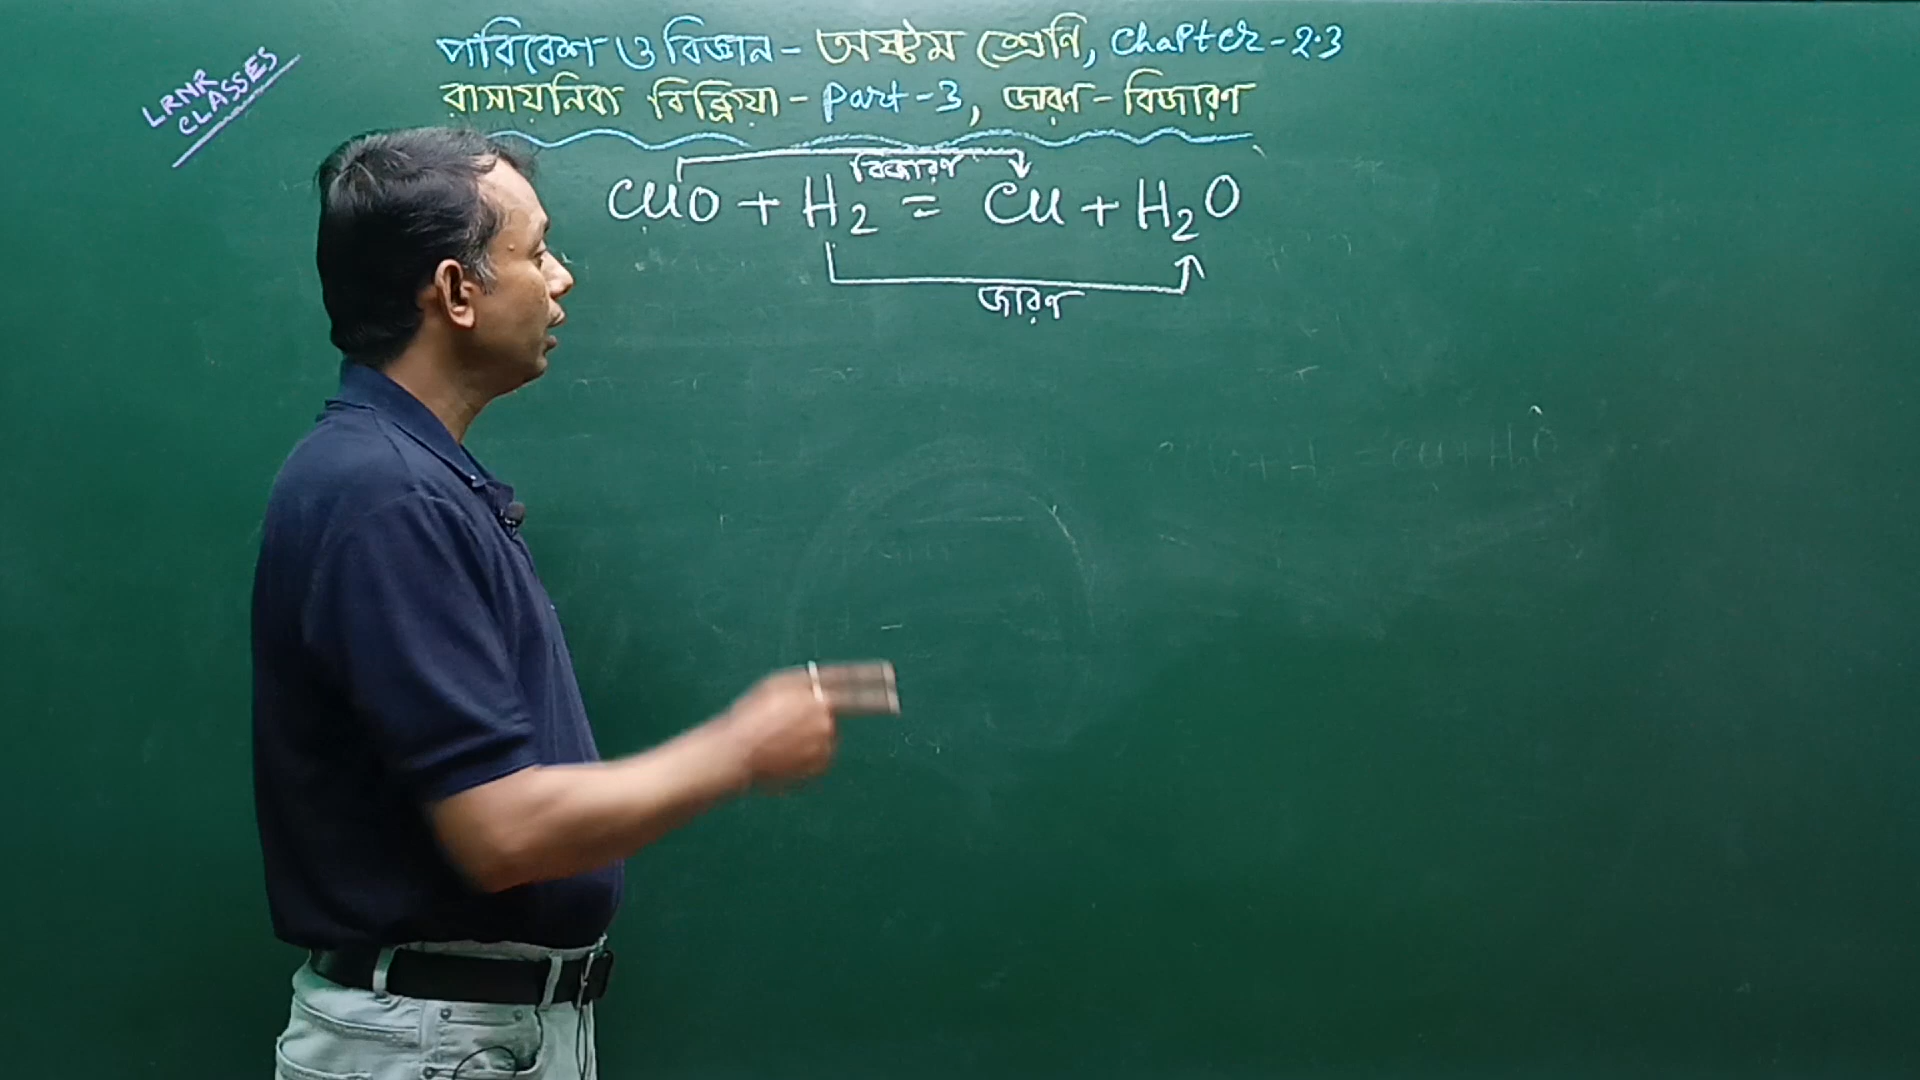 LRNR
CLASSES
পরিবেশ ও বিজ্ঞান - অষ্টম শ্রেণি, Chapter - 2.3
রাসায়নিক বিক্রিয়া - Part - 3, জারণ - বিজারণ
বিজারণ
CuO + H₂ = Cu + H₂O
জারণ